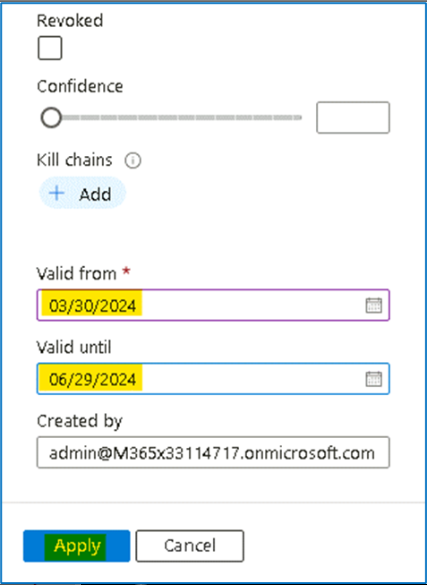 Revoked
Confidence
Kill chains
+ Add
Valid from *
03/30/2024
Valid until
06/29/2024
Created by
admin@M365x33114717.onmicrosoft.com
Apply Cancel